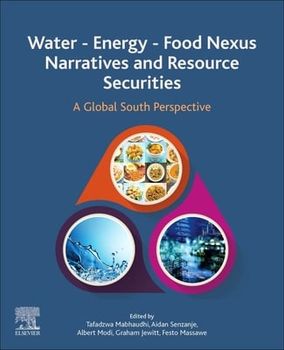 Water - Energy - Food Nexus
Narratives and Resource
Securities
A Global South Perspective
Edited by
Tafadzwa Mabhaudhi, Aidan Senzanje,
Albert Modi, Graham Jewitt, Festo Massawe
ELSEVIER